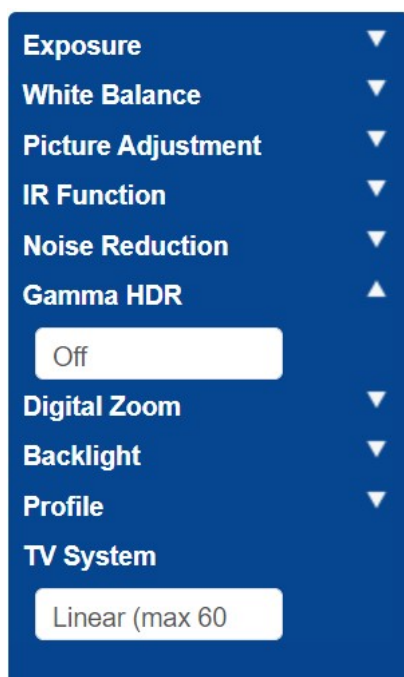 Exposure
White Balance
Picture Adjustment
IR Function
Noise Reduction
Gamma HDR
Off
Digital Zoom
Backlight
Profile
TV System
Linear (max 60